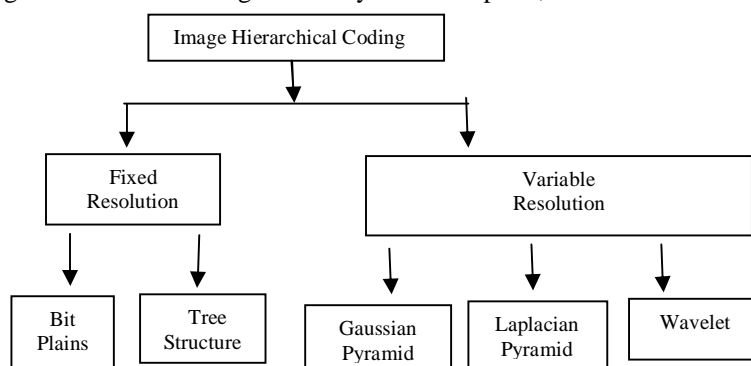 Image Hierarchical Coding
Fixed
Resolution
Variable
Resolution
Bit
Plains
Tree
Structure
Gaussian
Pyramid
Laplacian
Pyramid
Wavelet